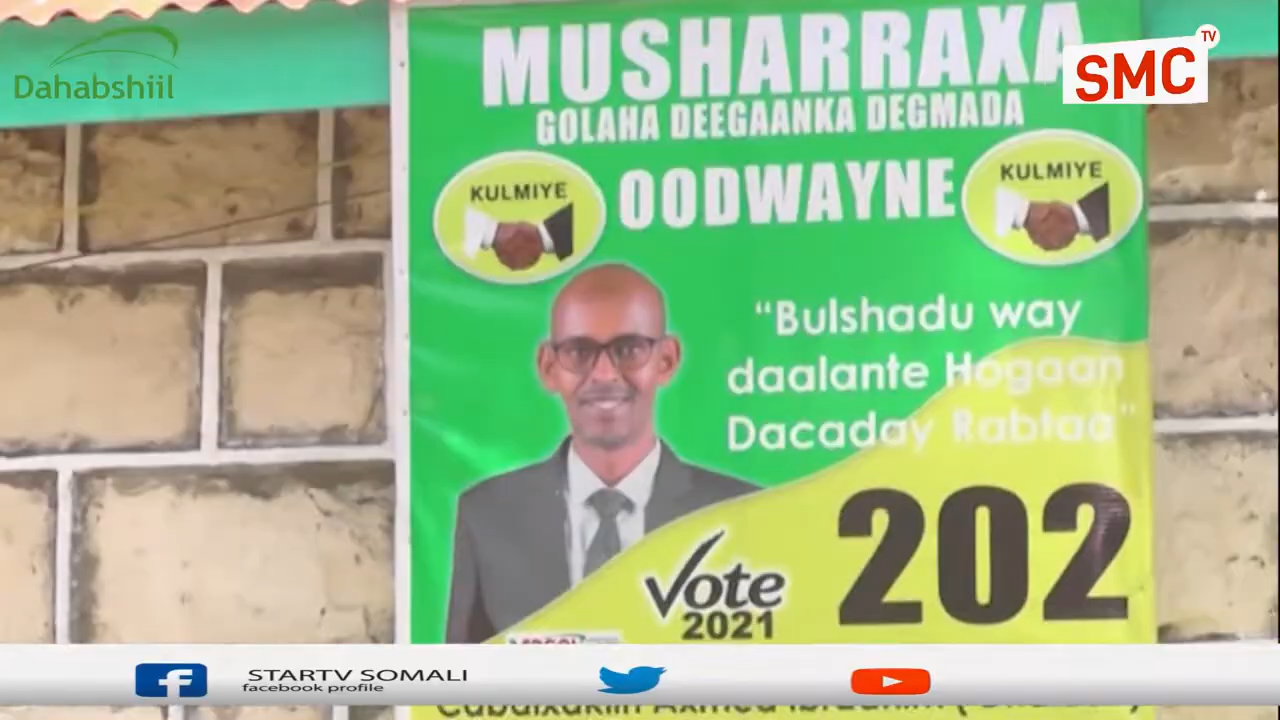 Dahabshiil
MUSHARRAXA
SMC TV
GOLAHA DEEGAANKA DEGMADA
KULMIYE
OODWAYNE
KULMIYE
"Bulshadu way
daalante Hogaan
Dacaday Rabtaa"
202
Vote
2021
STARTV SOMALI
facebook profile